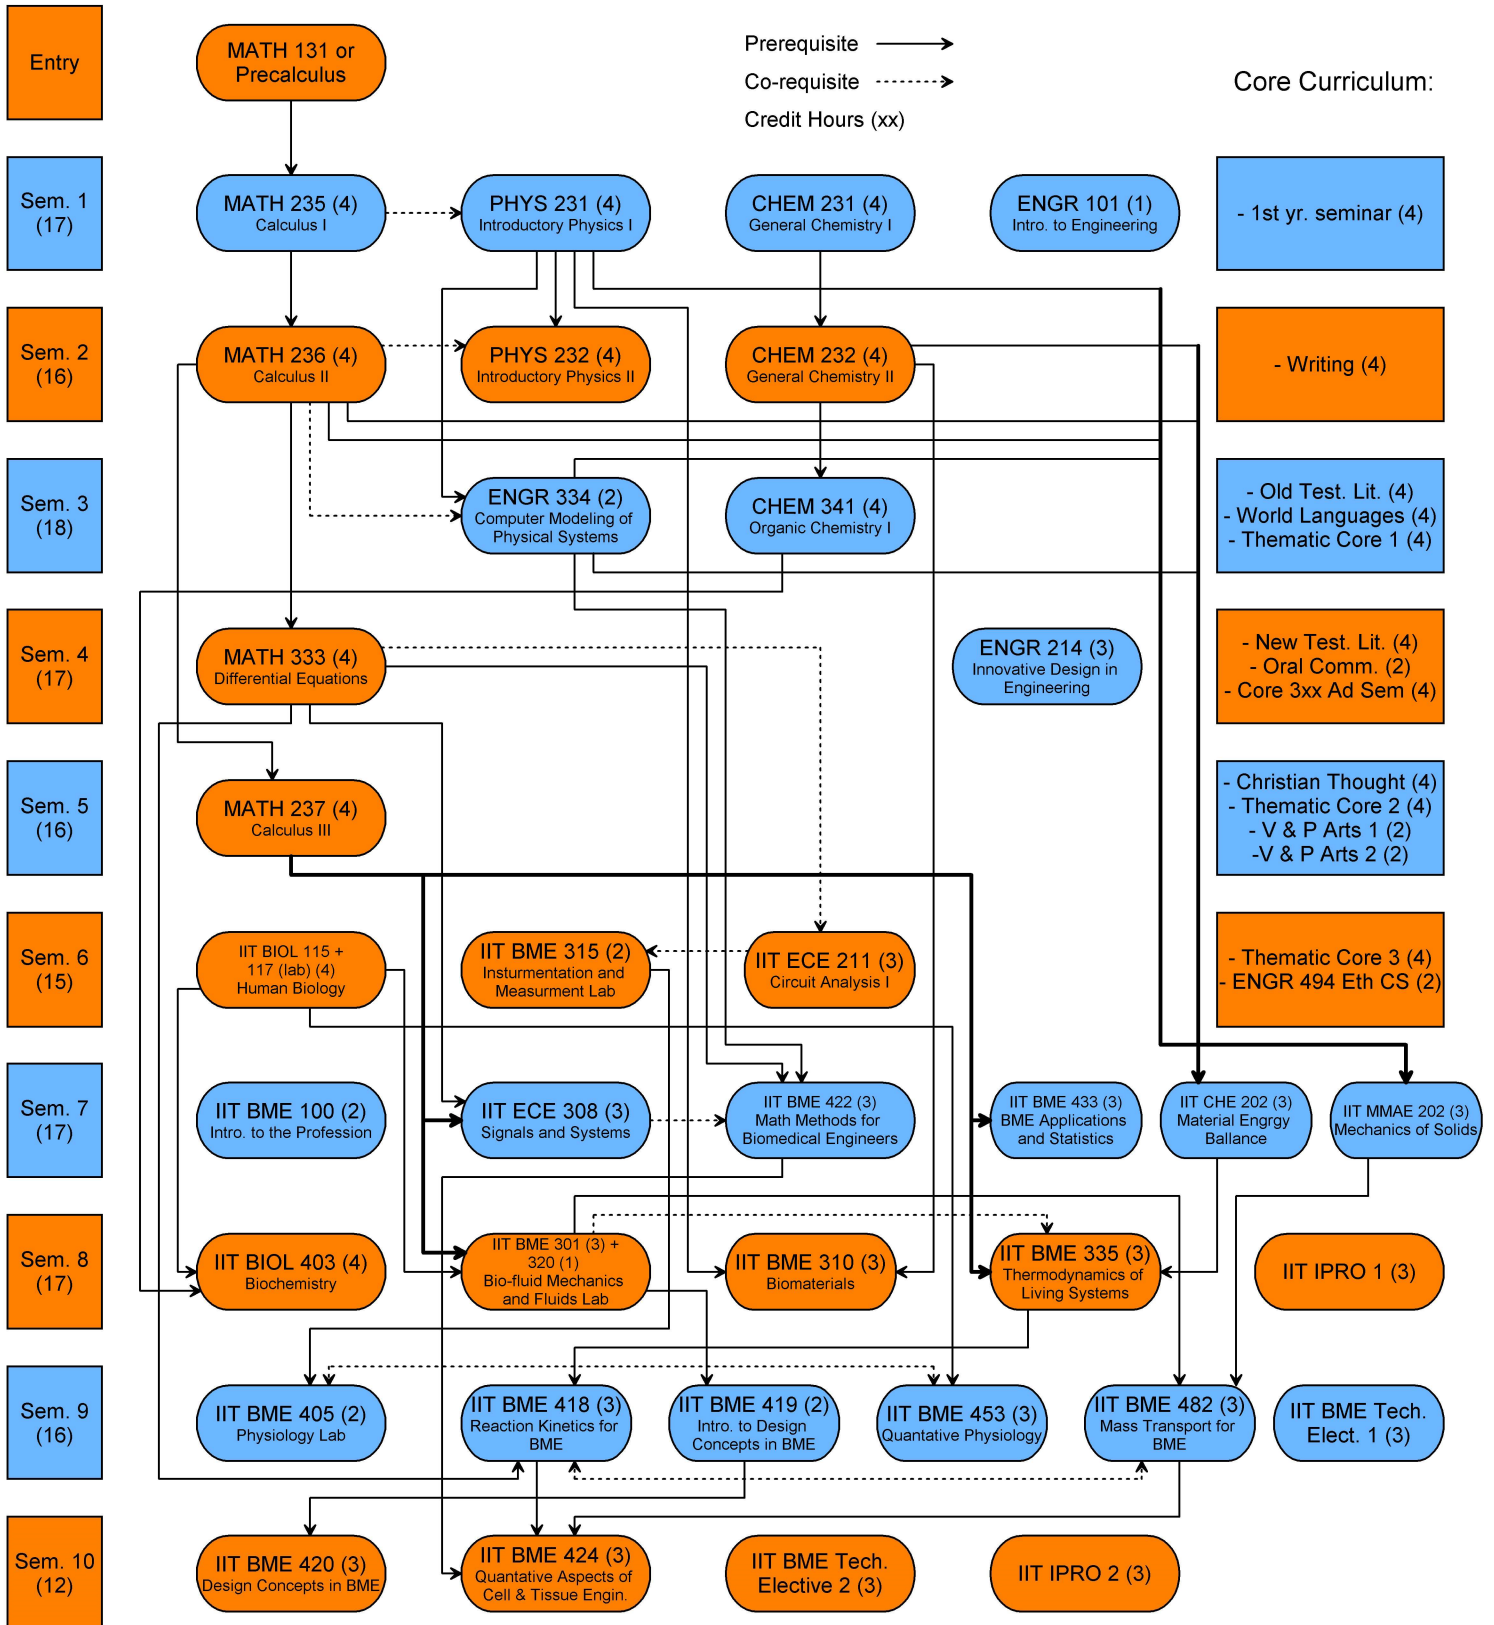 Entry
MATH 131 or
Precalculus
Prerequisite
Co-requisite
Credit Hours (xx)
Core Curriculum:
Sem. 1
(17)
MATH 235 (4)
Calculus I
PHYS 231 (4)
Introductory Physics I
CHEM 231 (4)
General Chemistry I
ENGR 101 (1)
Intro. to Engineering
- 1st yr. seminar (4)
Sem. 2
(16)
MATH 236 (4)
Calculus II
PHYS 232 (4)
Introductory Physics II
CHEM 232 (4)
General Chemistry II
- Writing (4)
Sem. 3
(18)
ENGR 334 (2)
Computer Modeling of
Physical Systems
CHEM 341 (4)
Organic Chemistry I
- Old Test. Lit. (4)
- World Languages (4)
- Thematic Core 1 (4)
Sem. 4
(17)
MATH 333 (4)
Differential Equations
ENGR 214 (3)
Innovative Design in
Engineering
- New Test. Lit. (4)
- Oral Comm. (2)
- Core 3xx Ad Sem (4)
Sem. 5
(16)
MATH 237 (4)
Calculus III
- Christian Thought (4)
- Thematic Core 2 (4)
- V & P Arts 1 (2)
-V & P Arts 2 (2)
Sem. 6
(15)
IIT BIOL 115 +
117 (lab) (4)
Human Biology
IIT BME 315 (2)
Insturmentation and
Measurment Lab
IIT ECE 211 (3)
Circuit Analysis I
- Thematic Core 3 (4)
- ENGR 494 Eth CS (2)
Sem. 7
(17)
IIT BME 100 (2)
Intro. to the Profession
IIT ECE 308 (3)
Signals and Systems
IIT BME 422 (3)
Math Methods for
Biomedical Engineers
IIT BME 433 (3)
BME Applications
and Statistics
IIT CHE 202 (3)
Material Engrgy
Ballance
IIT MMAE 202 (3)
Mechanics of Solids
Sem. 8
(17)
IIT BIOL 403 (4)
Biochemistry
IIT BME 301 (3) +
320 (1)
Bio-fluid Mechanics
and Fluids Lab
IIT BME 310 (3)
Biomaterials
IIT BME 335 (3)
Thermodynamics of
Living Systems
IIT IPRO 1 (3)
Sem. 9
(16)
IIT BME 405 (2)
Physiology Lab
IIT BME 418 (3)
Reaction Kinetics for
BME
IIT BME 419 (2)
Intro. to Design
Concepts in BME
IIT BME 453 (3)
Quantative Physiology
IIT BME 482 (3)
Mass Transport for
BME
IIT BME Tech.
Elect. 1 (3)
Sem. 10
(12)
IIT BME 420 (3)
Design Concepts in BME
IIT BME 424 (3)
Quantative Aspects of
Cell & Tissue Engin.
IIT BME Tech.
Elective 2 (3)
IIT IPRO 2 (3)